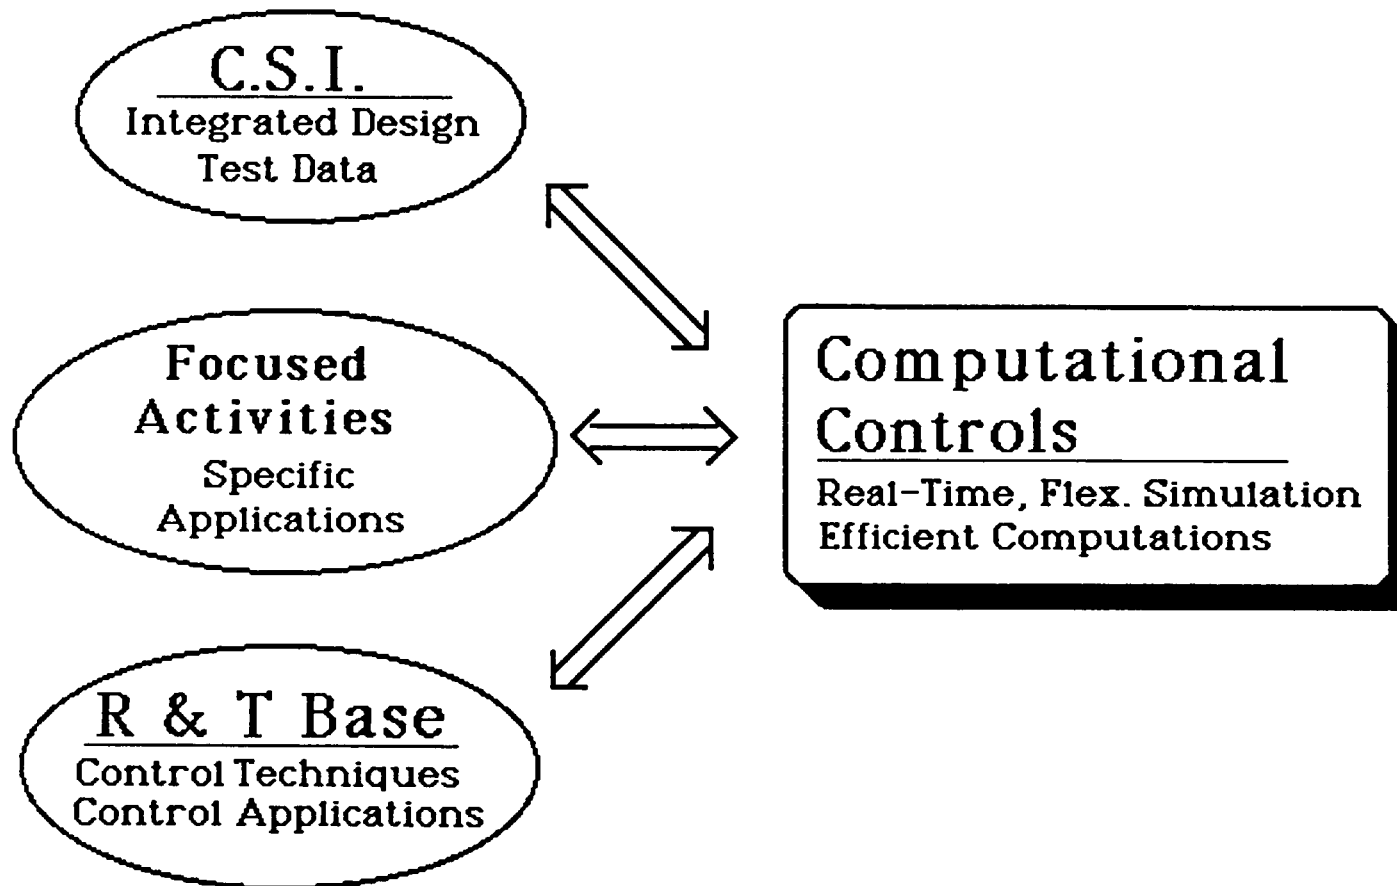 C.S.I.
Integrated Design
Test Data
Focused
Activities
Specific
Applications
R & T Base
Control Techniques
Control Applications
Computational
Controls
Real-Time, Flex. Simulation
Efficient Computations